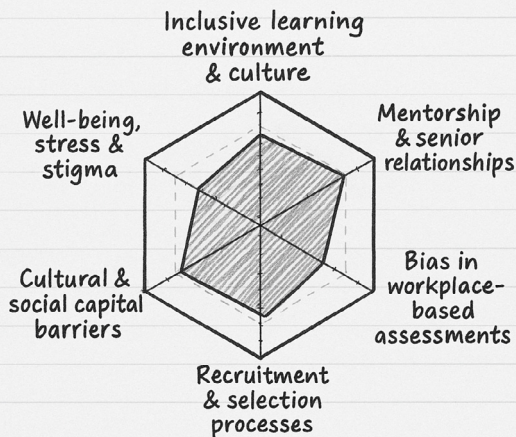 Inclusive learning
environment
& culture
Mentorship
& senior
relationships
Bias in
workplace-
based
assessments
Recruitment
& selection
processes
Cultural &
social capital
barriers
Well-being,
stress &
stigma